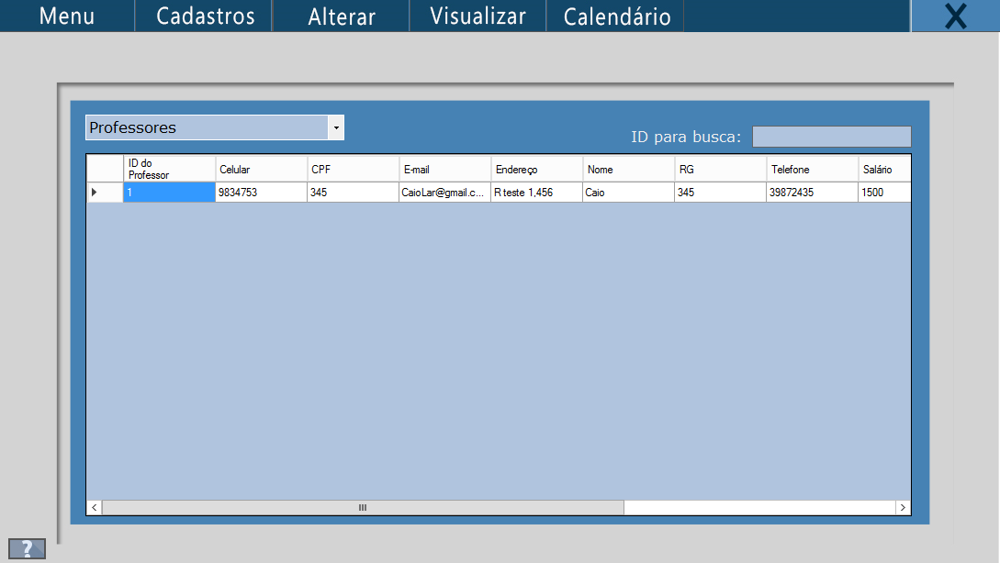 Menu Cadastros Alterar Visualizar Calendário X
Professores
ID para busca:
ID do Professor Celular CPF E-mail Endereço Nome RG Telefone Salário
1 9834753 345 CaioLar@gmail.c... R teste 1,456 Caio 345 39872435 1500
?